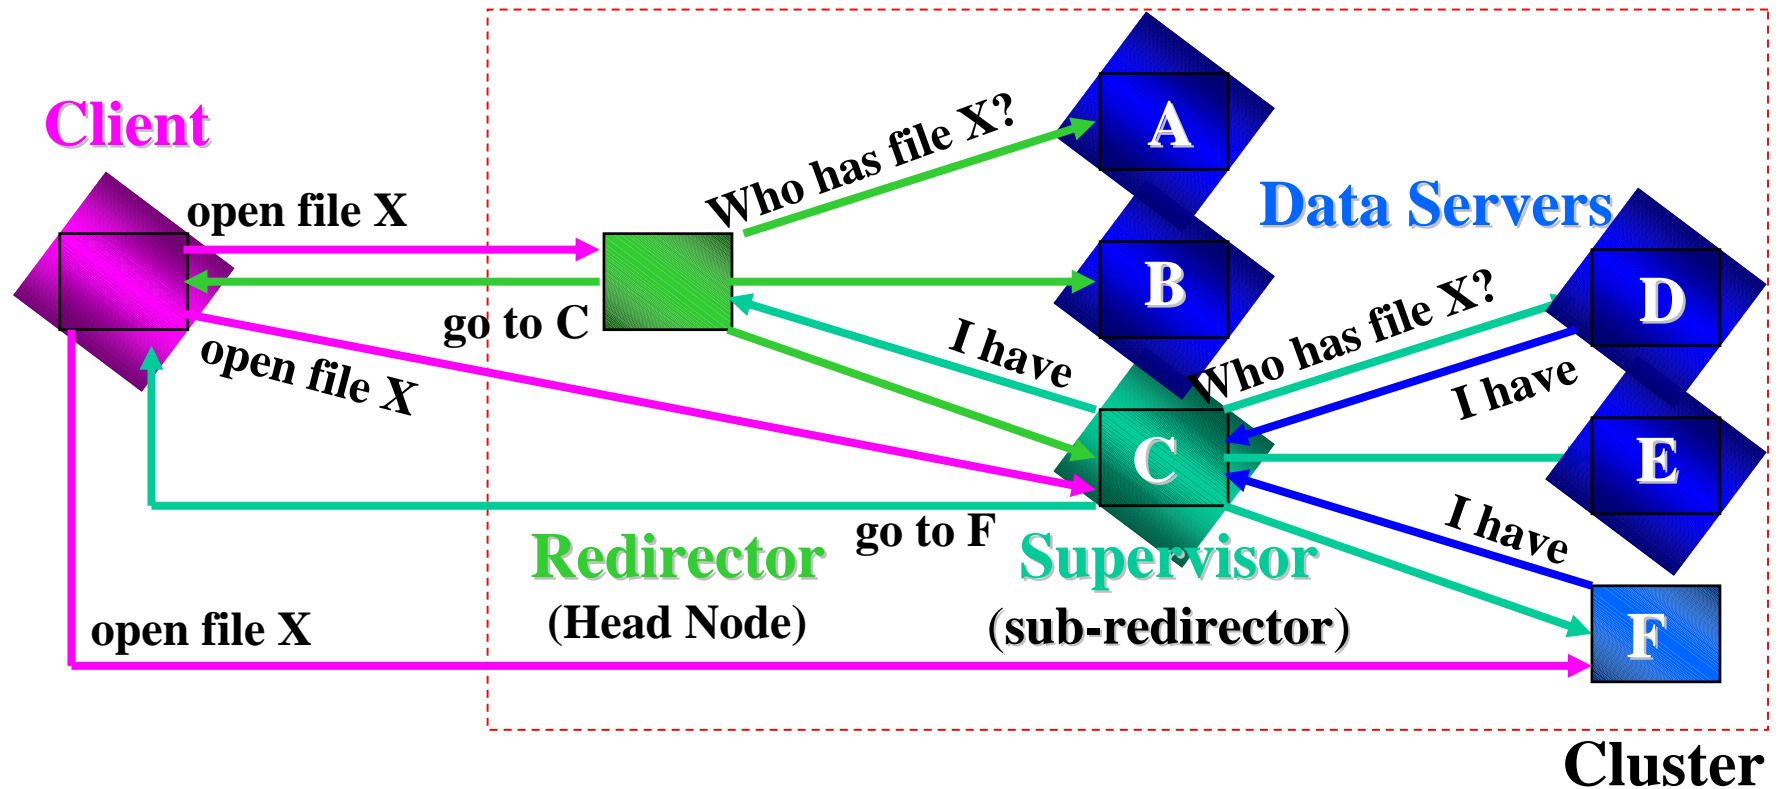 Client
open file X
go to C
open file X
open file X
Who has file X?
A
B
Data Servers
I have
C
Who has file X?
D
I have
E
I have
F
go to F
Redirector
(Head Node)
Supervisor
(sub-redirector)
Cluster